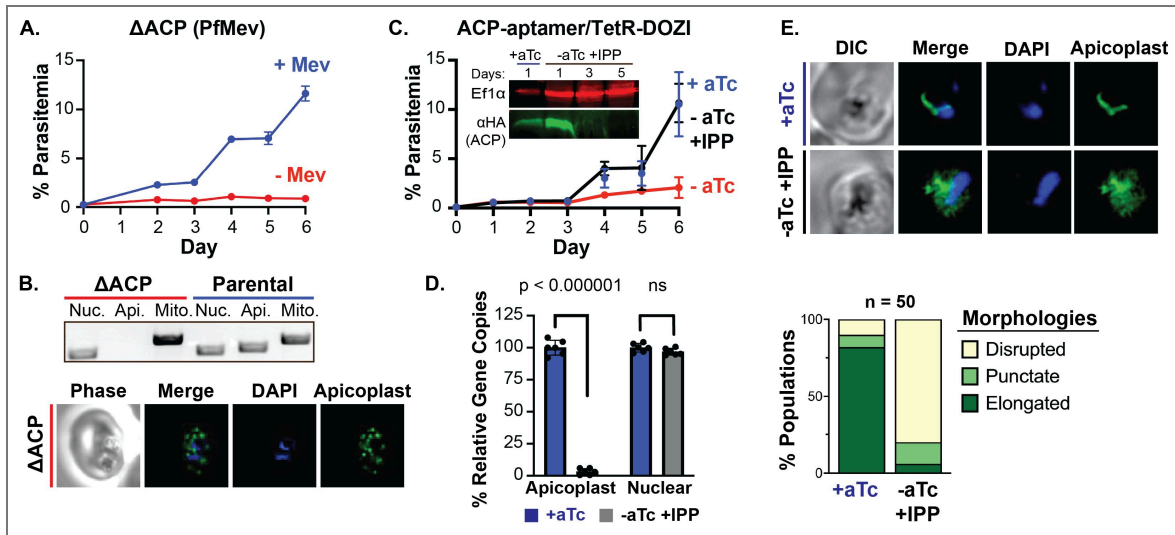 A. ΔACP (PfMev)
15
10
5
0
% Parasitemia
+ Mev
- Mev
0 1 2 3 4 5 6
Day
B.
ΔACP Parental
Nuc. Api. Mito. Nuc. Api. Mito.
Phase Merge DAPI Apicoplast
ΔACP
C. ACP-aptamer/TetR-DOZI
15
10
5
0
% Parasitemia
+aTc -aTc +IPP
Days: 1 1 3 5
Ef1α
αHA
(ACP)
+ aTc
- aTc
+IPP
- aTc
0 1 2 3 4 5 6
Day
D.
p < 0.000001 ns
125
100
75
50
25
0
% Relative Gene Copies
Apicoplast Nuclear
+aTc -aTc +IPP
E.
DIC Merge DAPI Apicoplast
+aTc
-aTc +IPP
n = 50
100
50
0
% Populations
+aTc -aTc
+IPP
Morphologies
Disrupted
Punctate
Elongated